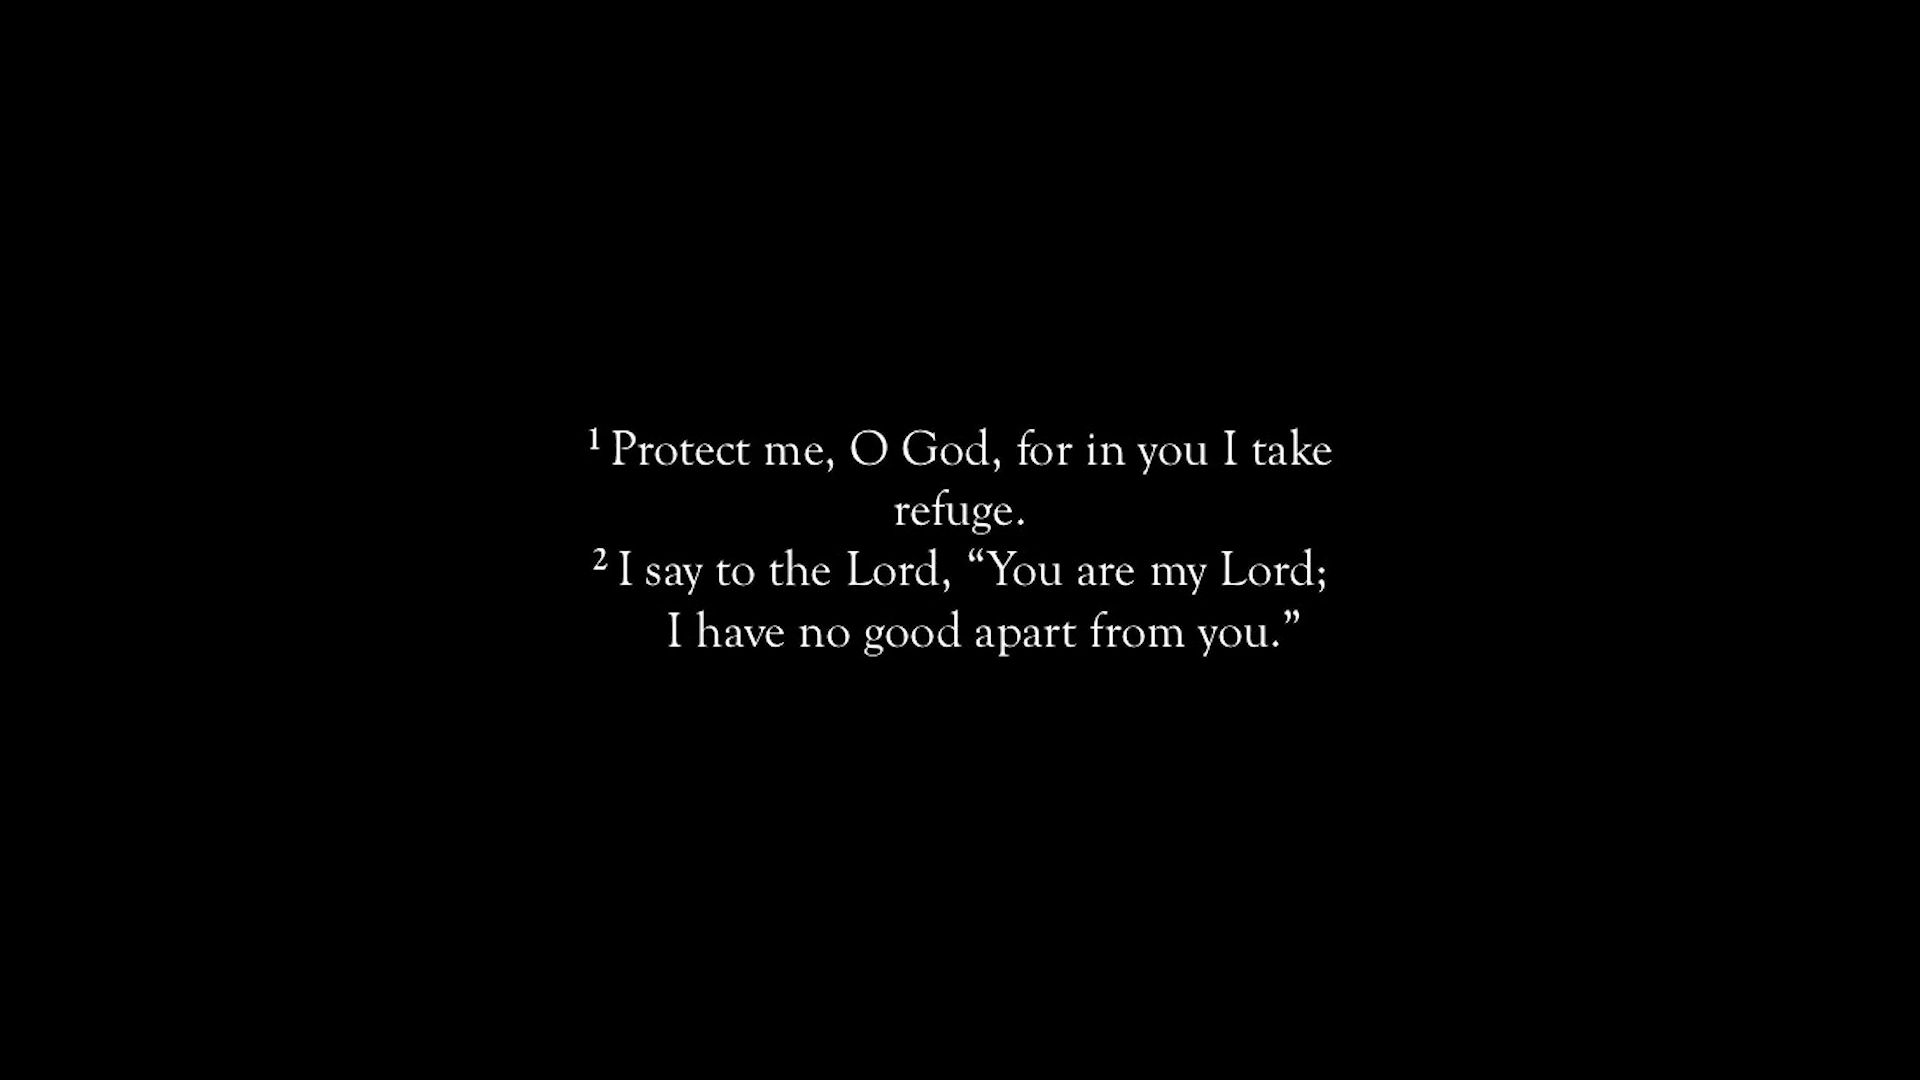 ¹ Protect me, O God, for in you I take
refuge.
² I say to the Lord, “You are my Lord;
I have no good apart from you.”